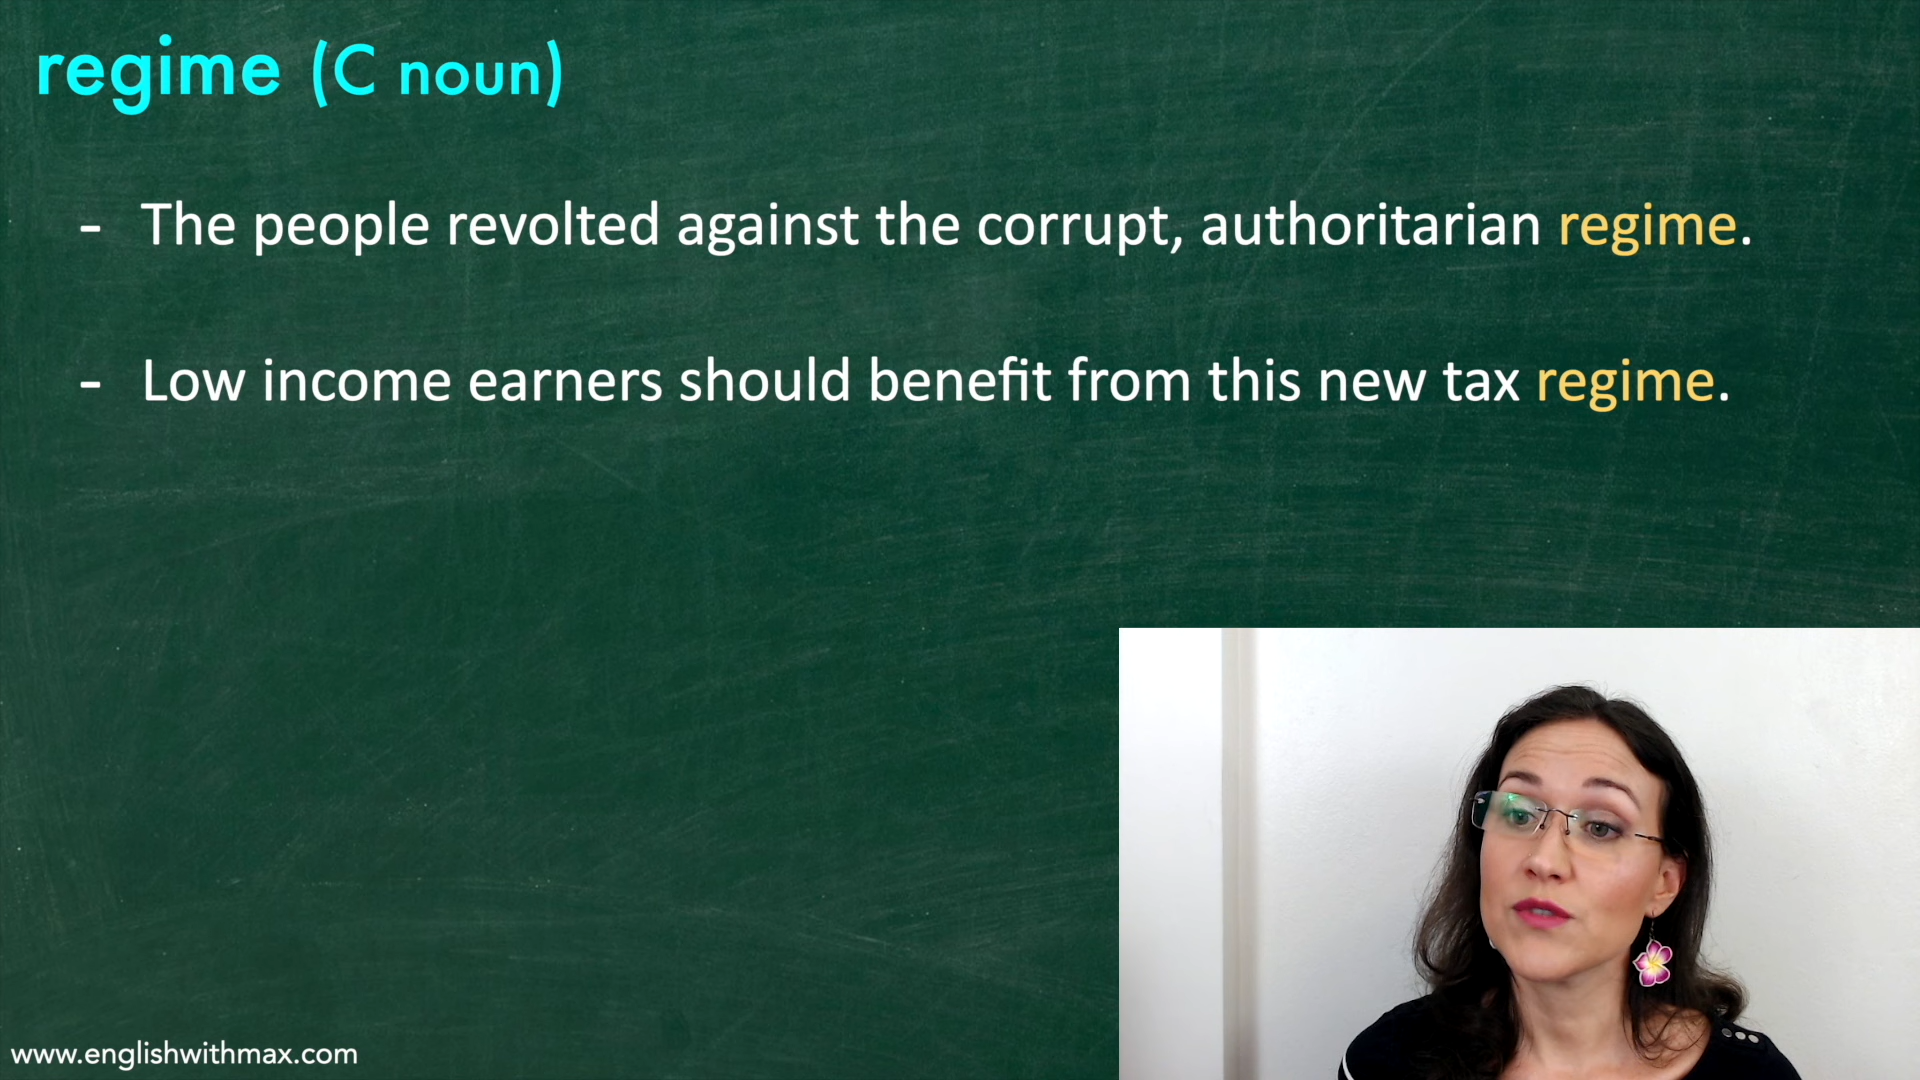 regime (C noun)
- The people revolted against the corrupt, authoritarian regime.
- Low income earners should benefit from this new tax regime.
www.englishwithmax.com